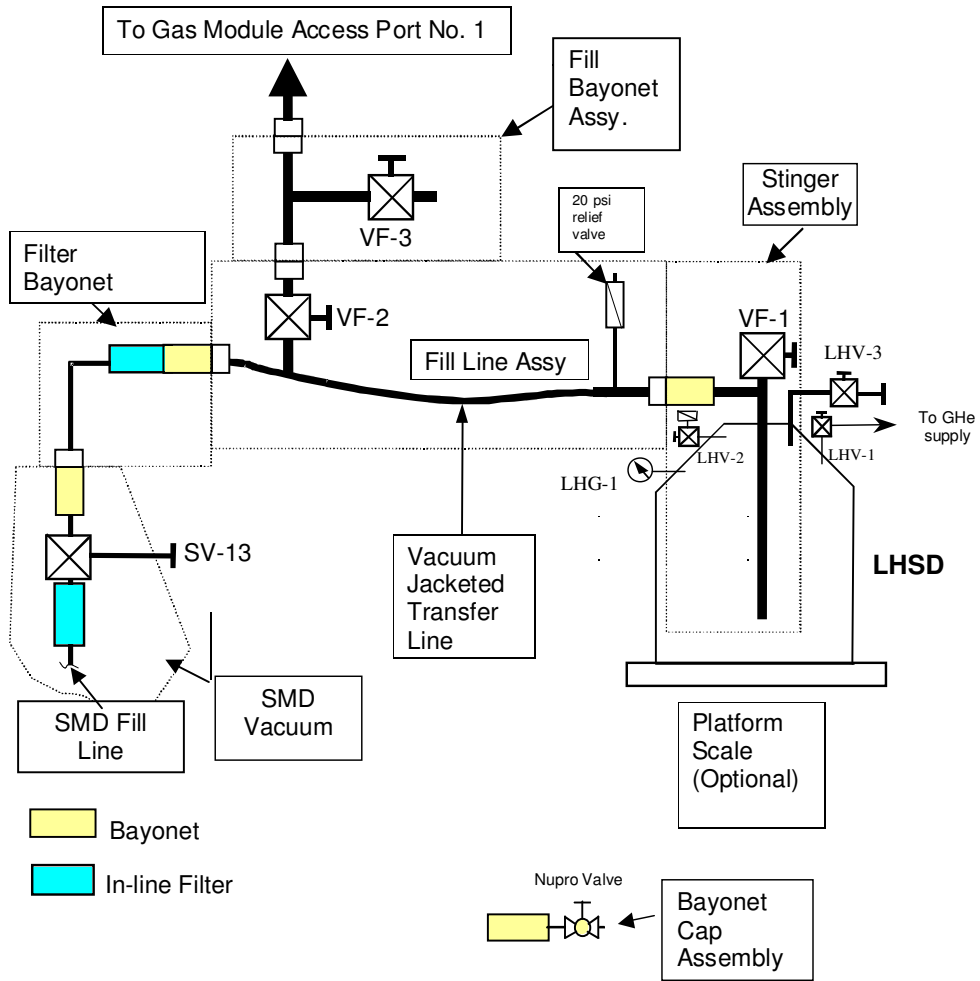 To Gas Module Access Port No. 1
Fill
Bayonet
Assy.
VF-3
20 psi
relief
valve
Stinger
Assembly
Filter
Bayonet
VF-2
VF-1
Fill Line Assy
LHV-3
To GHe
supply
LHV-2
LHV-1
LHG-1
SV-13
Vacuum
Jacketed
Transfer
Line
LHSD
SMD Fill
Line
SMD
Vacuum
Platform
Scale
(Optional)
Bayonet
In-line Filter
Nupro Valve
Bayonet
Cap
Assembly